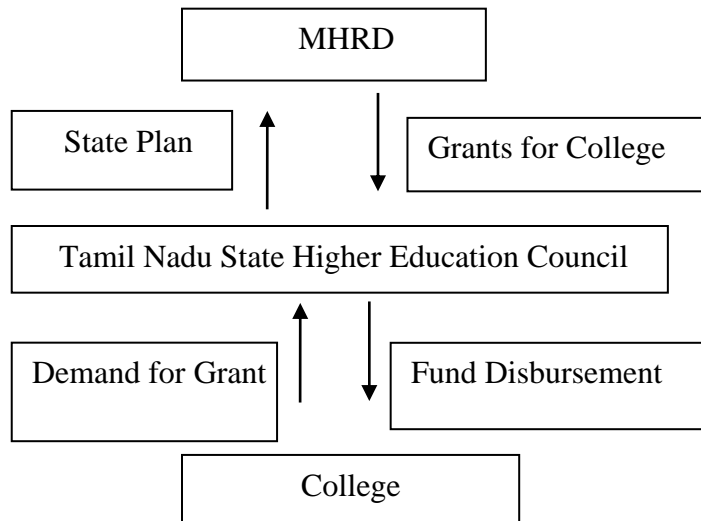 MHRD
State Plan
Grants for College
Tamil Nadu State Higher Education Council
Demand for Grant
Fund Disbursement
College